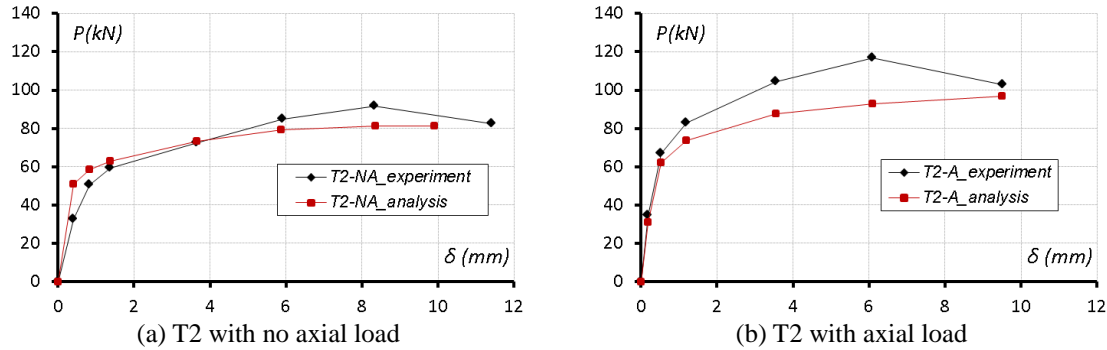 P(kN)
140
120
100
80
60
40
20
0
T2-NA_experiment
T2-NA_analysis
δ (mm)
0 2 4 6 8 10 12
(a) T2 with no axial load
P(kN)
140
120
100
80
60
40
20
0
T2-A_experiment
T2-A_analysis
δ (mm)
0 2 4 6 8 10 12
(b) T2 with axial load